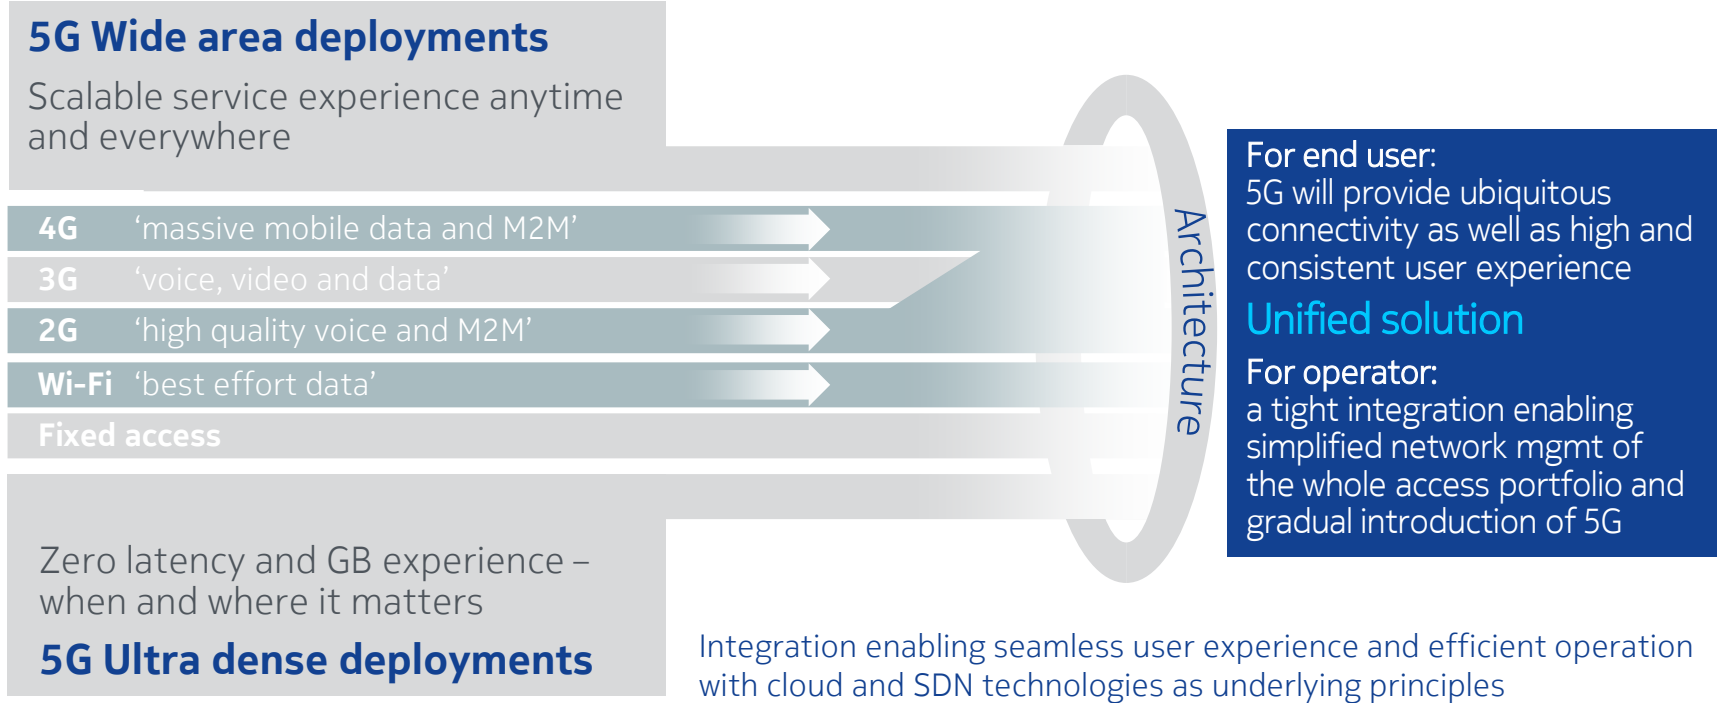 5G Wide area deployments
Scalable service experience anytime
and everywhere
4G ‘massive mobile data and M2M’
3G ‘voice, video and data’
2G ‘high quality voice and M2M’
Wi-Fi ‘best effort data’
Fixed access
Zero latency and GB experience –
when and where it matters
5G Ultra dense deployments
Architecture
For end user:
5G will provide ubiquitous
connectivity as well as high and
consistent user experience
Unified solution
For operator:
a tight integration enabling
simplified network mgmt of
the whole access portfolio and
gradual introduction of 5G
Integration enabling seamless user experience and efficient operation
with cloud and SDN technologies as underlying principles